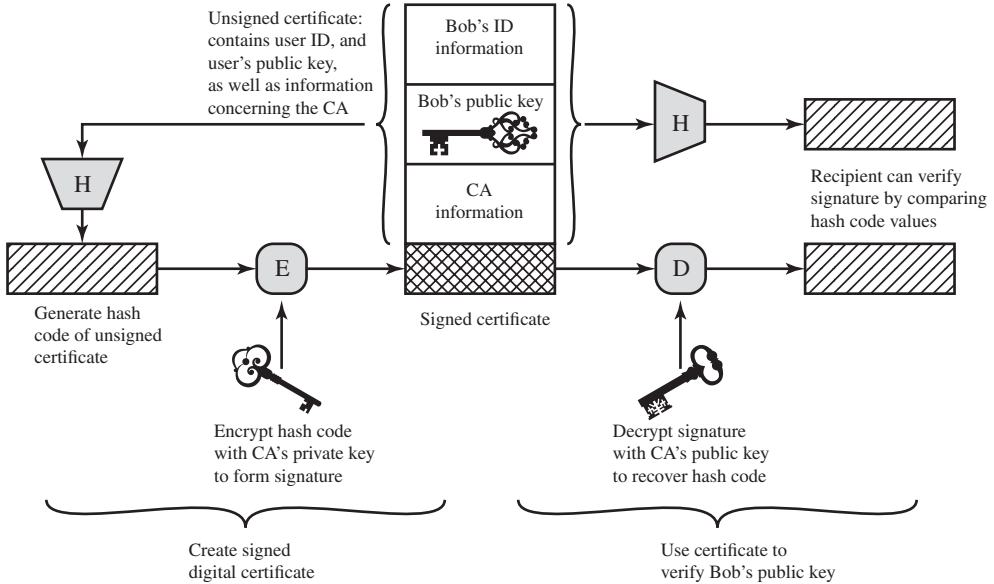 Unsigned certificate:
contains user ID, and
user's public key,
as well as information
concerning the CA
Bob's ID
information
Bob's public key
CA
information
H
H
Recipient can verify
signature by comparing
hash code values
E
D
Generate hash
code of unsigned
certificate
Signed certificate
Encrypt hash code
with CA's private key
to form signature
Decrypt signature
with CA's public key
to recover hash code
Create signed
digital certificate
Use certificate to
verify Bob's public key